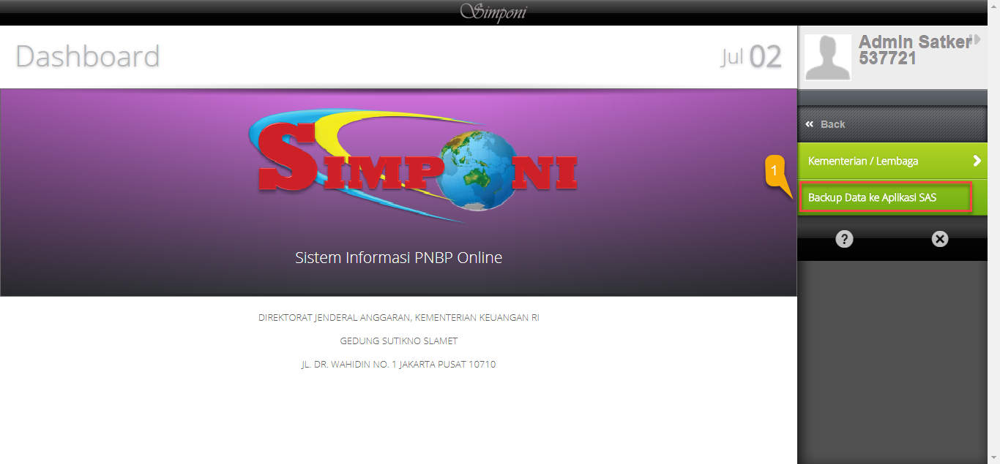 Simponi
Dashboard
Jul 02
Admin Satker
537721
SIMPONI
Sistem Informasi PNBP Online
DIREKTORAT JENDERAL ANGGARAN, KEMENTERIAN KEUANGAN RI
GEDUNG SUTIKNO SLAMET
JL. DR. WAHIDIN NO. 1 JAKARTA PUSAT 10710
« Back
Kementerian / Lembaga
1
Backup Data ke Aplikasi SAS
?